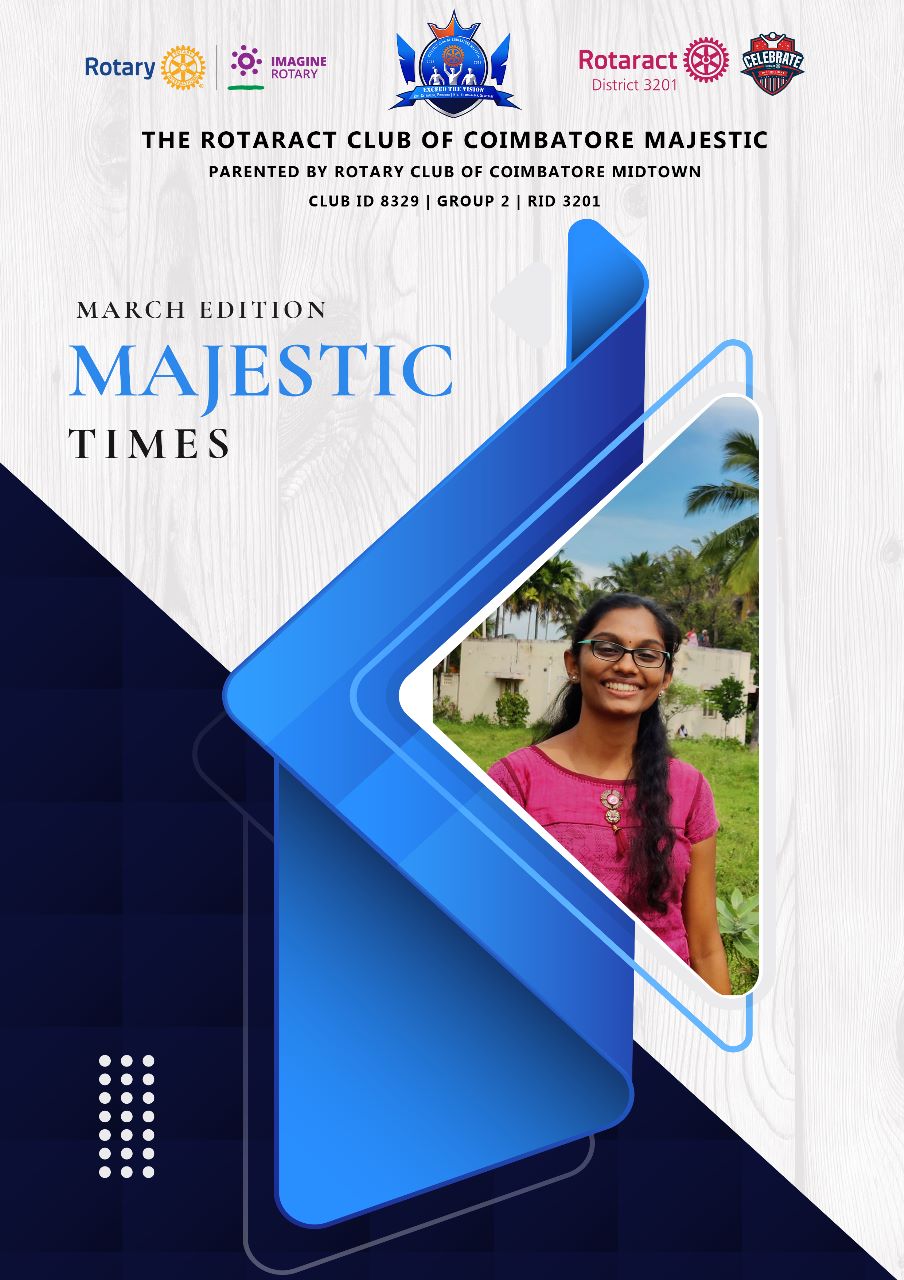 Rotary
IMAGINE
ROTARY
EXCEED THE VISION
Rotaract
District 3201
CELEBRATE
THE ROTARACT CLUB OF COIMBATORE MAJESTIC
PARENTED BY ROTARY CLUB OF COIMBATORE MIDTOWN
CLUB ID 8329 | GROUP 2 | RID 3201
MARCH EDITION
MAJESTIC
TIMES